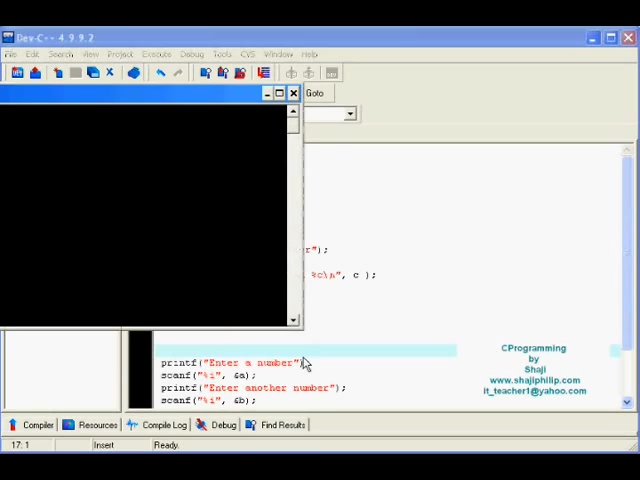 Dev-C++ 4.9.9.2
File Edit Search View Project Execute Debug Tools CVS Window Help
Goto
r");
%c\n", c );
printf("Enter a number")
scanf("%i", &a);
printf("Enter another number");
scanf("%i", &b);
CProgramming
by
Shaji
www.shajiphilip.com
it_teacher1@yahoo.com
Compiler Resources Compile Log Debug Find Results
17: 1 Insert Ready.